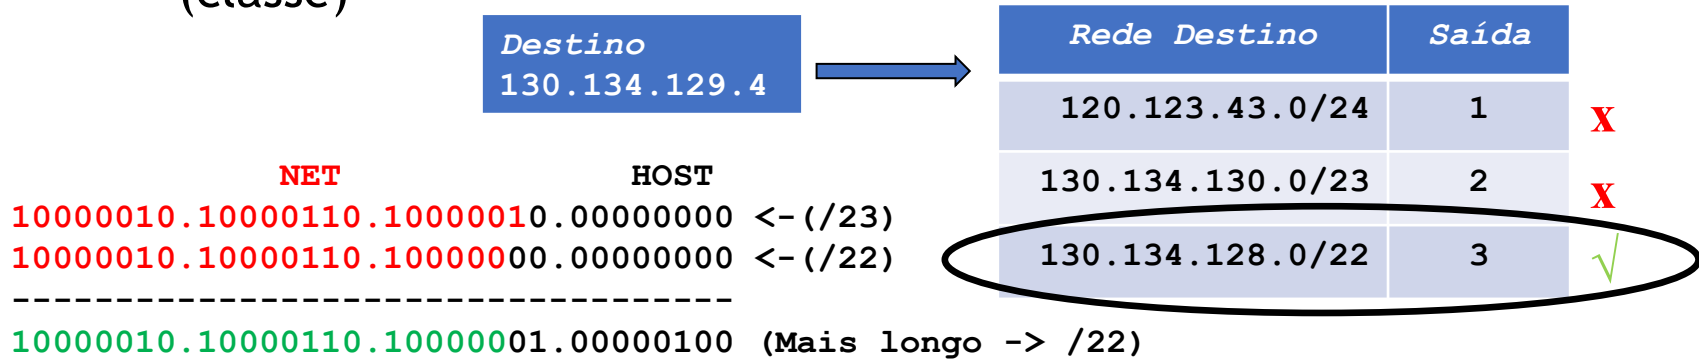 (classe)
Destino
130.134.129.4
Rede Destino Saída
120.123.43.0/24 1 x
130.134.130.0/23 2 x
130.134.128.0/22 3 √
NET HOST
10000010.10000110.10000010.00000000 <-(/23)
10000010.10000110.10000000.00000000 <-(/22)
-----------------------------------
10000010.10000110.10000001.00000100 (Mais longo -> /22)